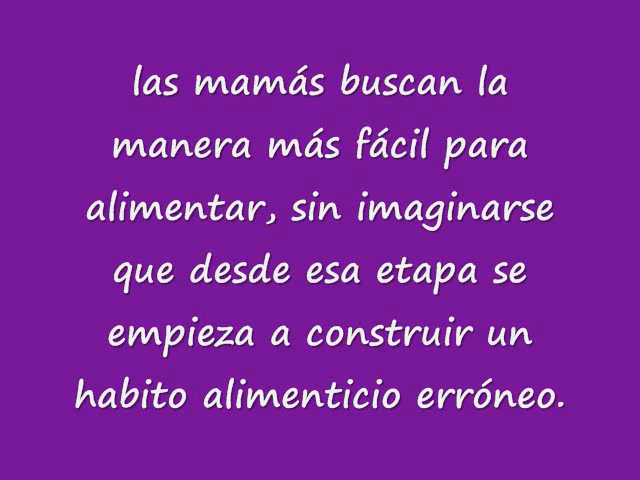 las mamás buscan la
manera más fácil para
alimentar, sin imaginarse
que desde esa etapa se
empieza a construir un
habito alimenticio erróneo.